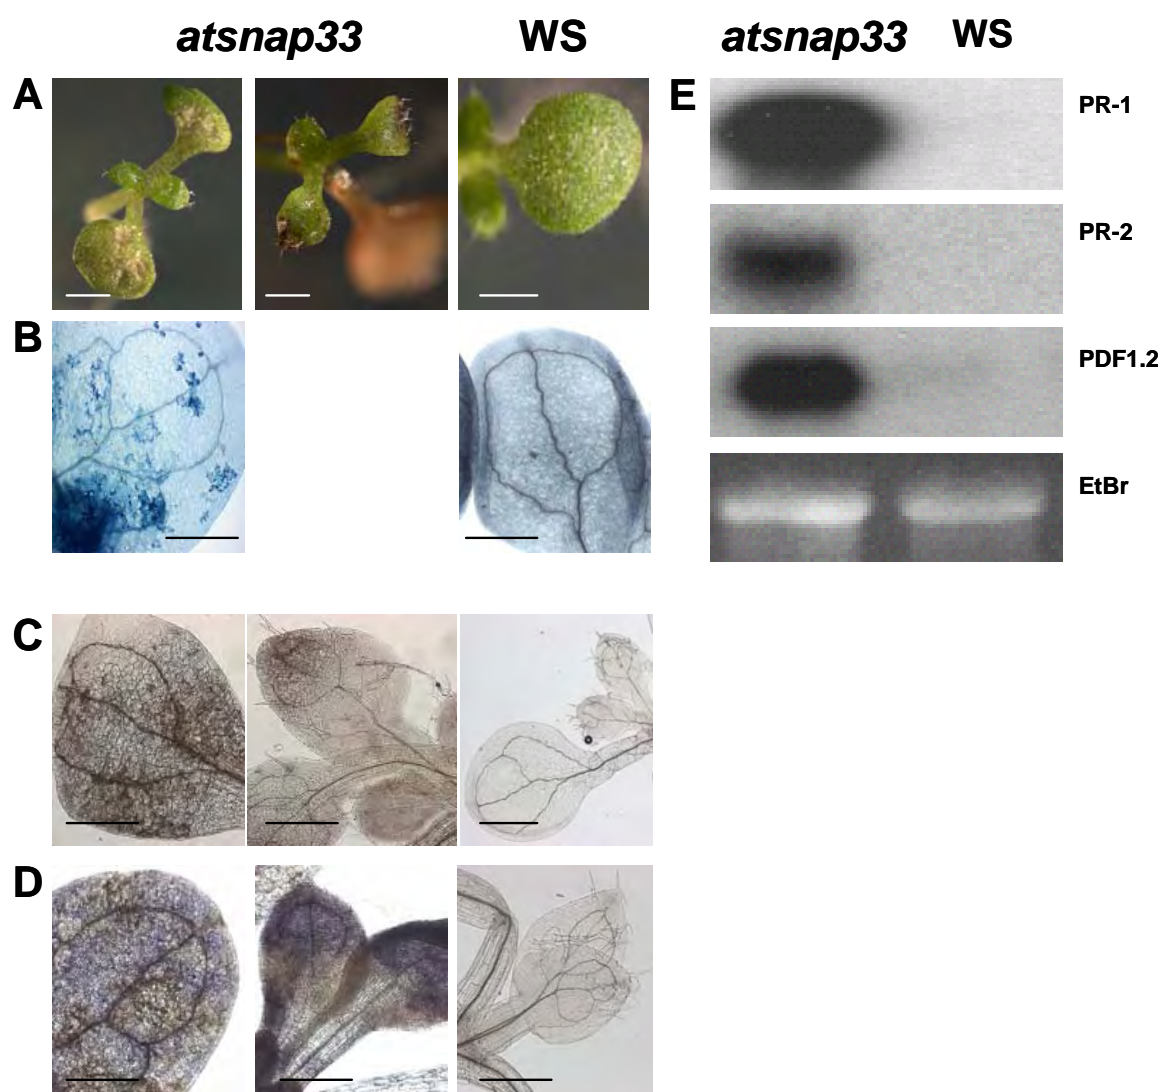 atsnap33 WS
A
B
C
D
atsnap33 WS
E
PR-1
PR-2
PDF1.2
EtBr